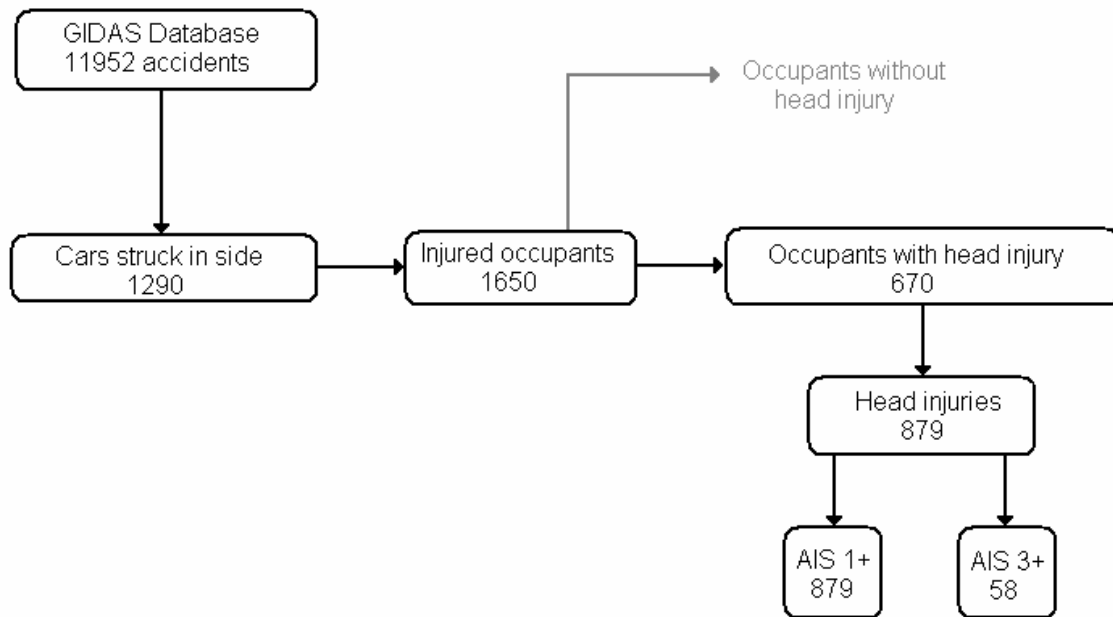 GIDAS Database
11952 accidents
Occupants without
head injury
Cars struck in side
1290
Injured occupants
1650
Occupants with head injury
670
Head injuries
879
AIS 1+
879
AIS 3+
58